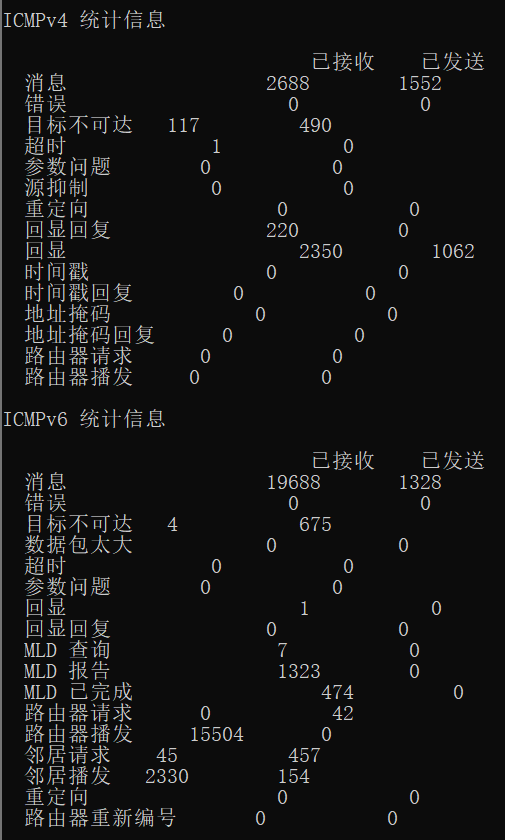 ICMPv4 统计信息
已接收 已发送
消息 2688 1552
错误 0 0
目标不可达 117 490
超时 1 0
参数问题 0 0
源抑制 0 0
重定向 0 0
回显回复 220 0
回显 2350 1062
时间戳 0 0
时间戳回复 0 0
地址掩码 0 0
地址掩码回复 0 0
路由器请求 0 0
路由器播发 0 0
ICMPv6 统计信息
已接收 已发送
消息 19688 1328
错误 0 0
目标不可达 4 675
数据包太大 0 0
超时 0 0
参数问题 0 0
回显 1 0
回显回复 0 0
MLD 查询 7 0
MLD 报告 1323 0
MLD 已完成 474 0
路由器请求 0 42
路由器播发 15504 0
邻居请求 45 457
邻居播发 2330 154
重定向 0 0
路由器重新编号 0 0